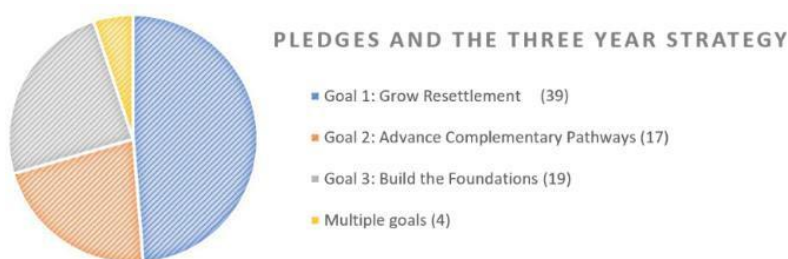 PLEDGES AND THE THREE YEAR STRATEGY
Goal 1: Grow Resettlement (39)
Goal 2: Advance Complementary Pathways (17)
Goal 3: Build the Foundations (19)
Multiple goals (4)